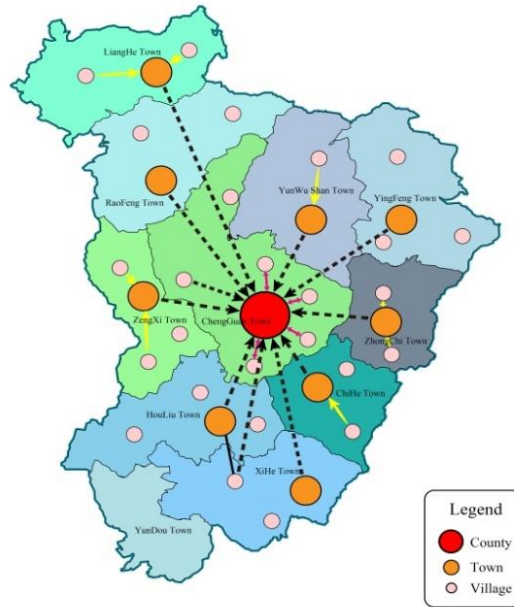 LiangHe Town
RaoFeng Town
YunWu Shan Town
YingFeng Town
ZengXi Town
ChengGuan Town
ZhongChi Town
ChiHe Town
HouLiu Town
XiHe Town
YunDou Town
Legend
County
Town
Village